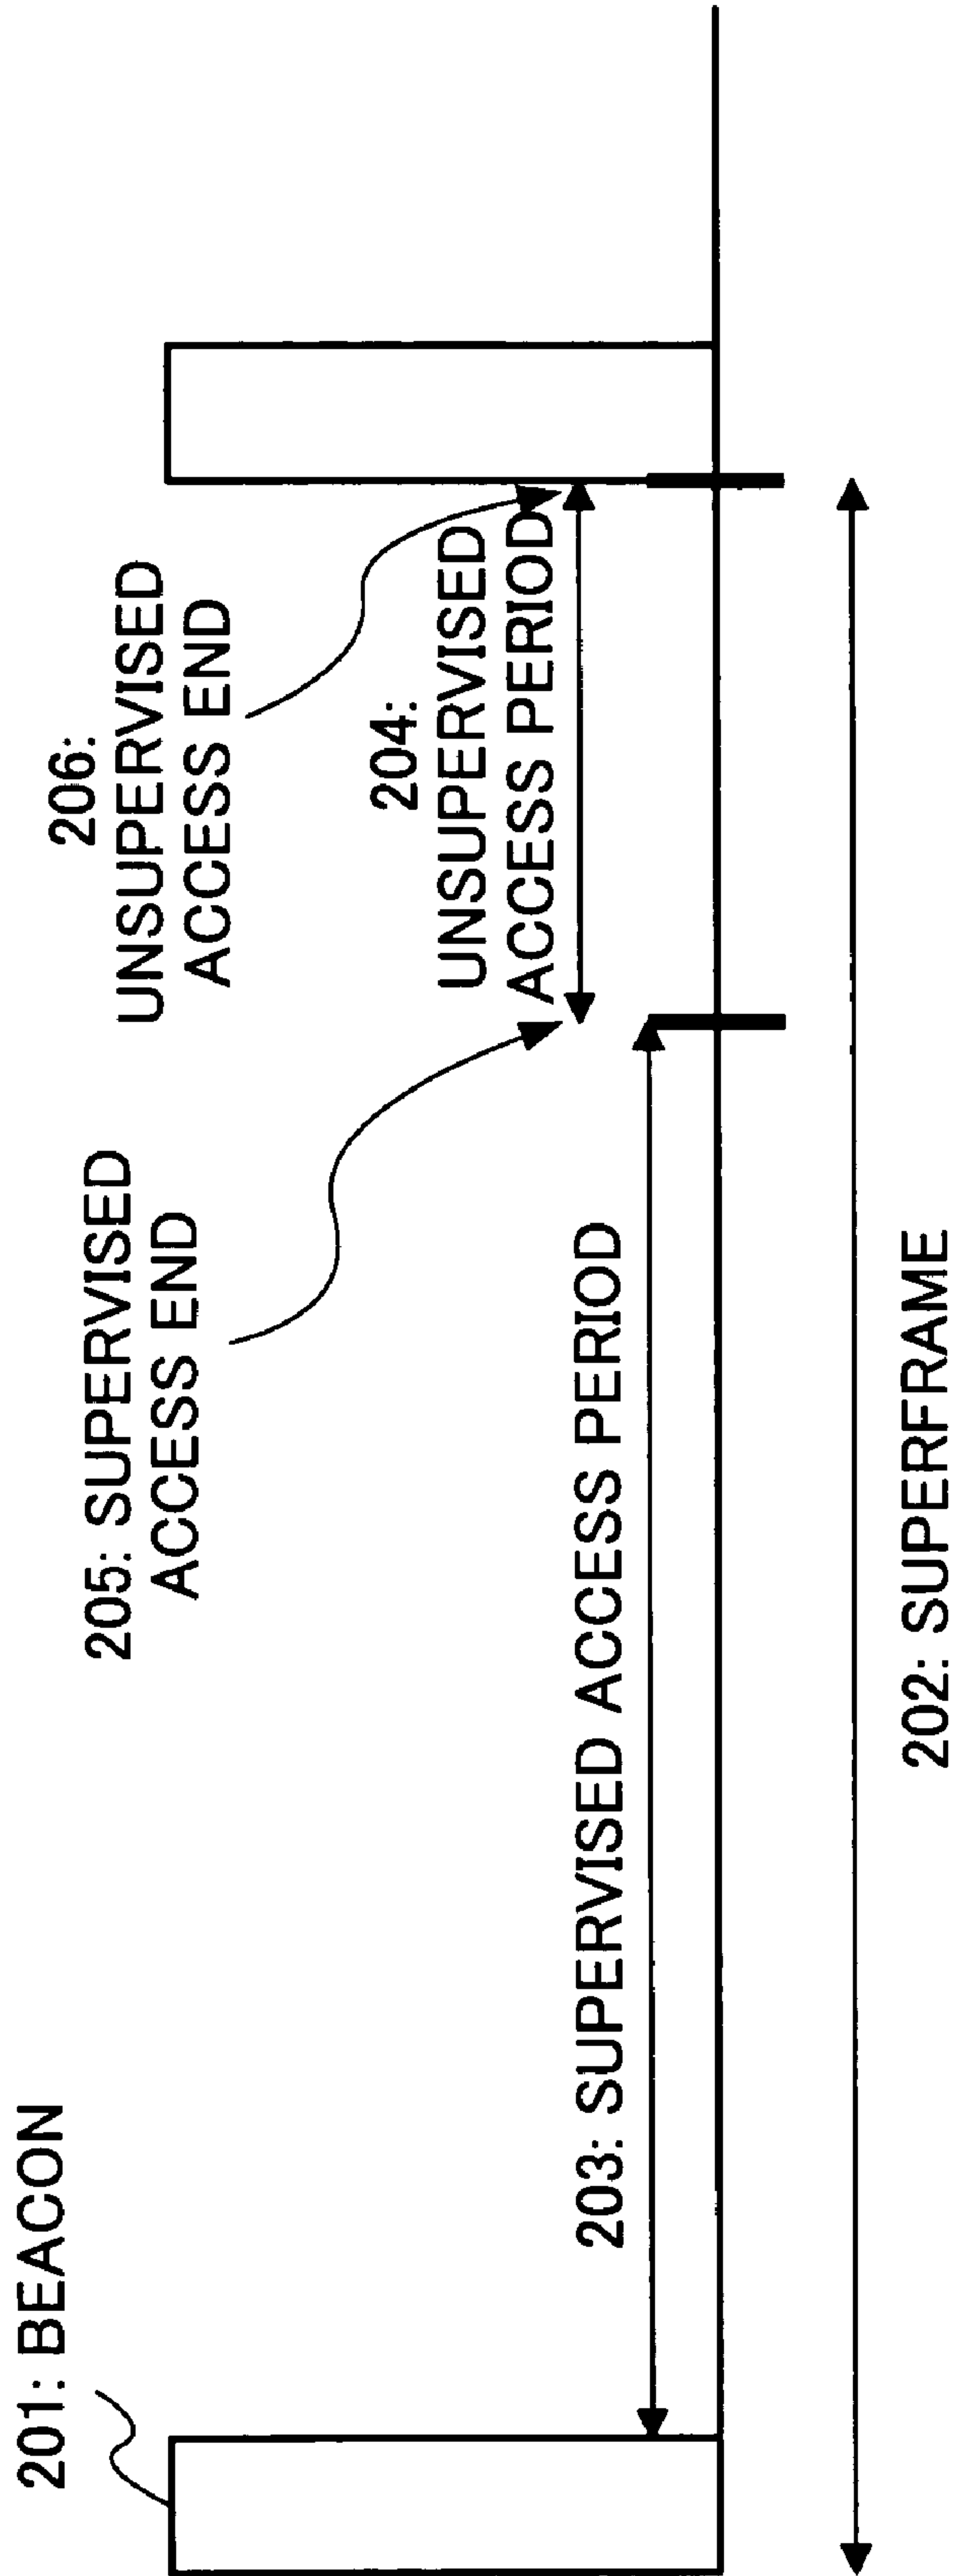 201: BEACON
205: SUPERVISED
ACCESS END
206:
UNSUPERVISED
ACCESS END
204:
UNSUPERVISED
ACCESS PERIOD
203: SUPERVISED ACCESS PERIOD
202: SUPERFRAME